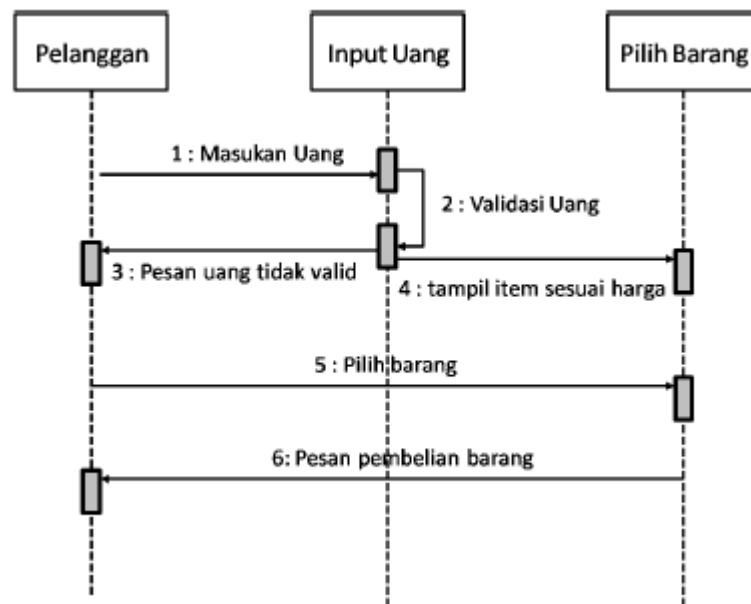 Pelanggan
Input Uang
Pilih Barang
1 : Masukan Uang
2 : Validasi Uang
3 : Pesan uang tidak valid
4 : tampil item sesuai harga
5 : Pilih barang
6: Pesan pembelian barang